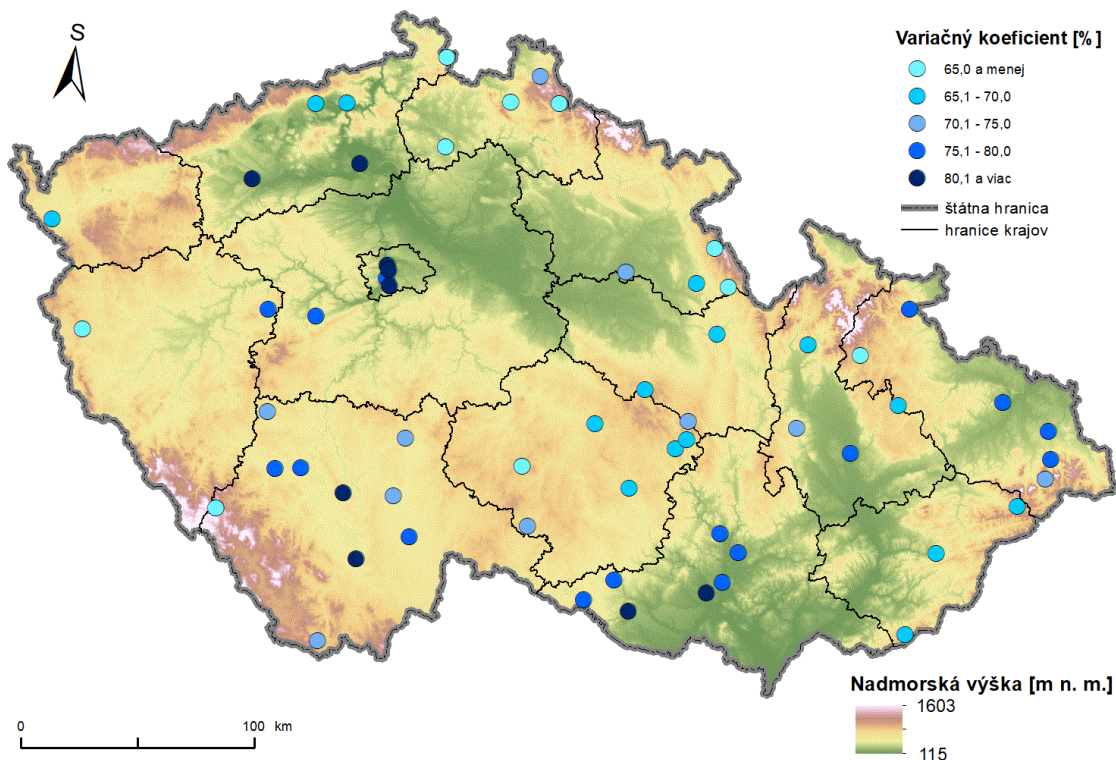 S
Variačný koeficient [%]
65,0 a menej
65,1 - 70,0
70,1 - 75,0
75,1 - 80,0
80,1 a viac
štátna hranica
hranice krajov
Nadmorská výška [m n. m.]
1603
115
0 100 km